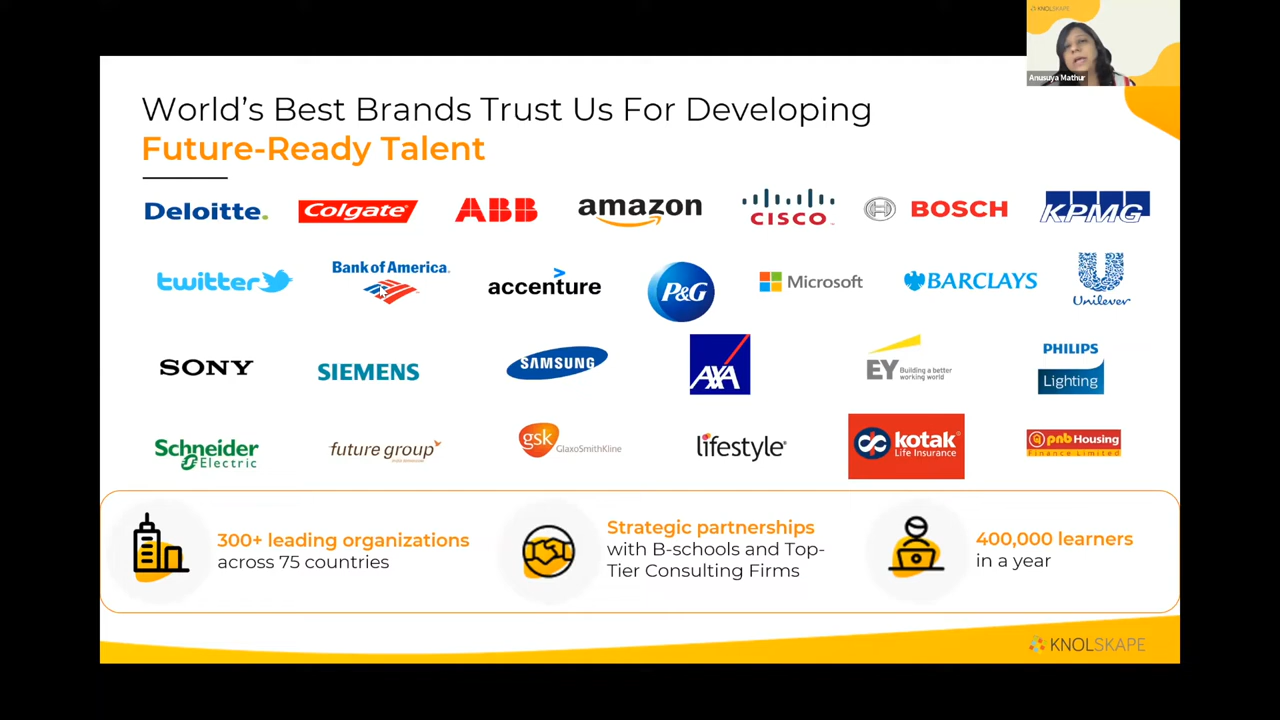 KNOLSKAPE
Anusuya Mathur
World's Best Brands Trust Us For Developing
Future-Ready Talent
Deloitte.
Colgate
ABB
amazon
CISCO
BOSCH
KPMG
twitter
Bank of America.
accenture
P&G
Microsoft
BARCLAYS
Unilever
SONY
SIEMENS
SAMSUNG
AXA
EY Building a better
working world
PHILIPS
Lighting
Schneider
Electric
future group
gsk
GlaxoSmithKline
lifestyle
kotak
Life Insurance
pnb Housing
Finance Limited
300+ leading organizations
across 75 countries
Strategic partnerships
with B-schools and Top-
Tier Consulting Firms
400,000 learners
in a year
KNOLSKAPE